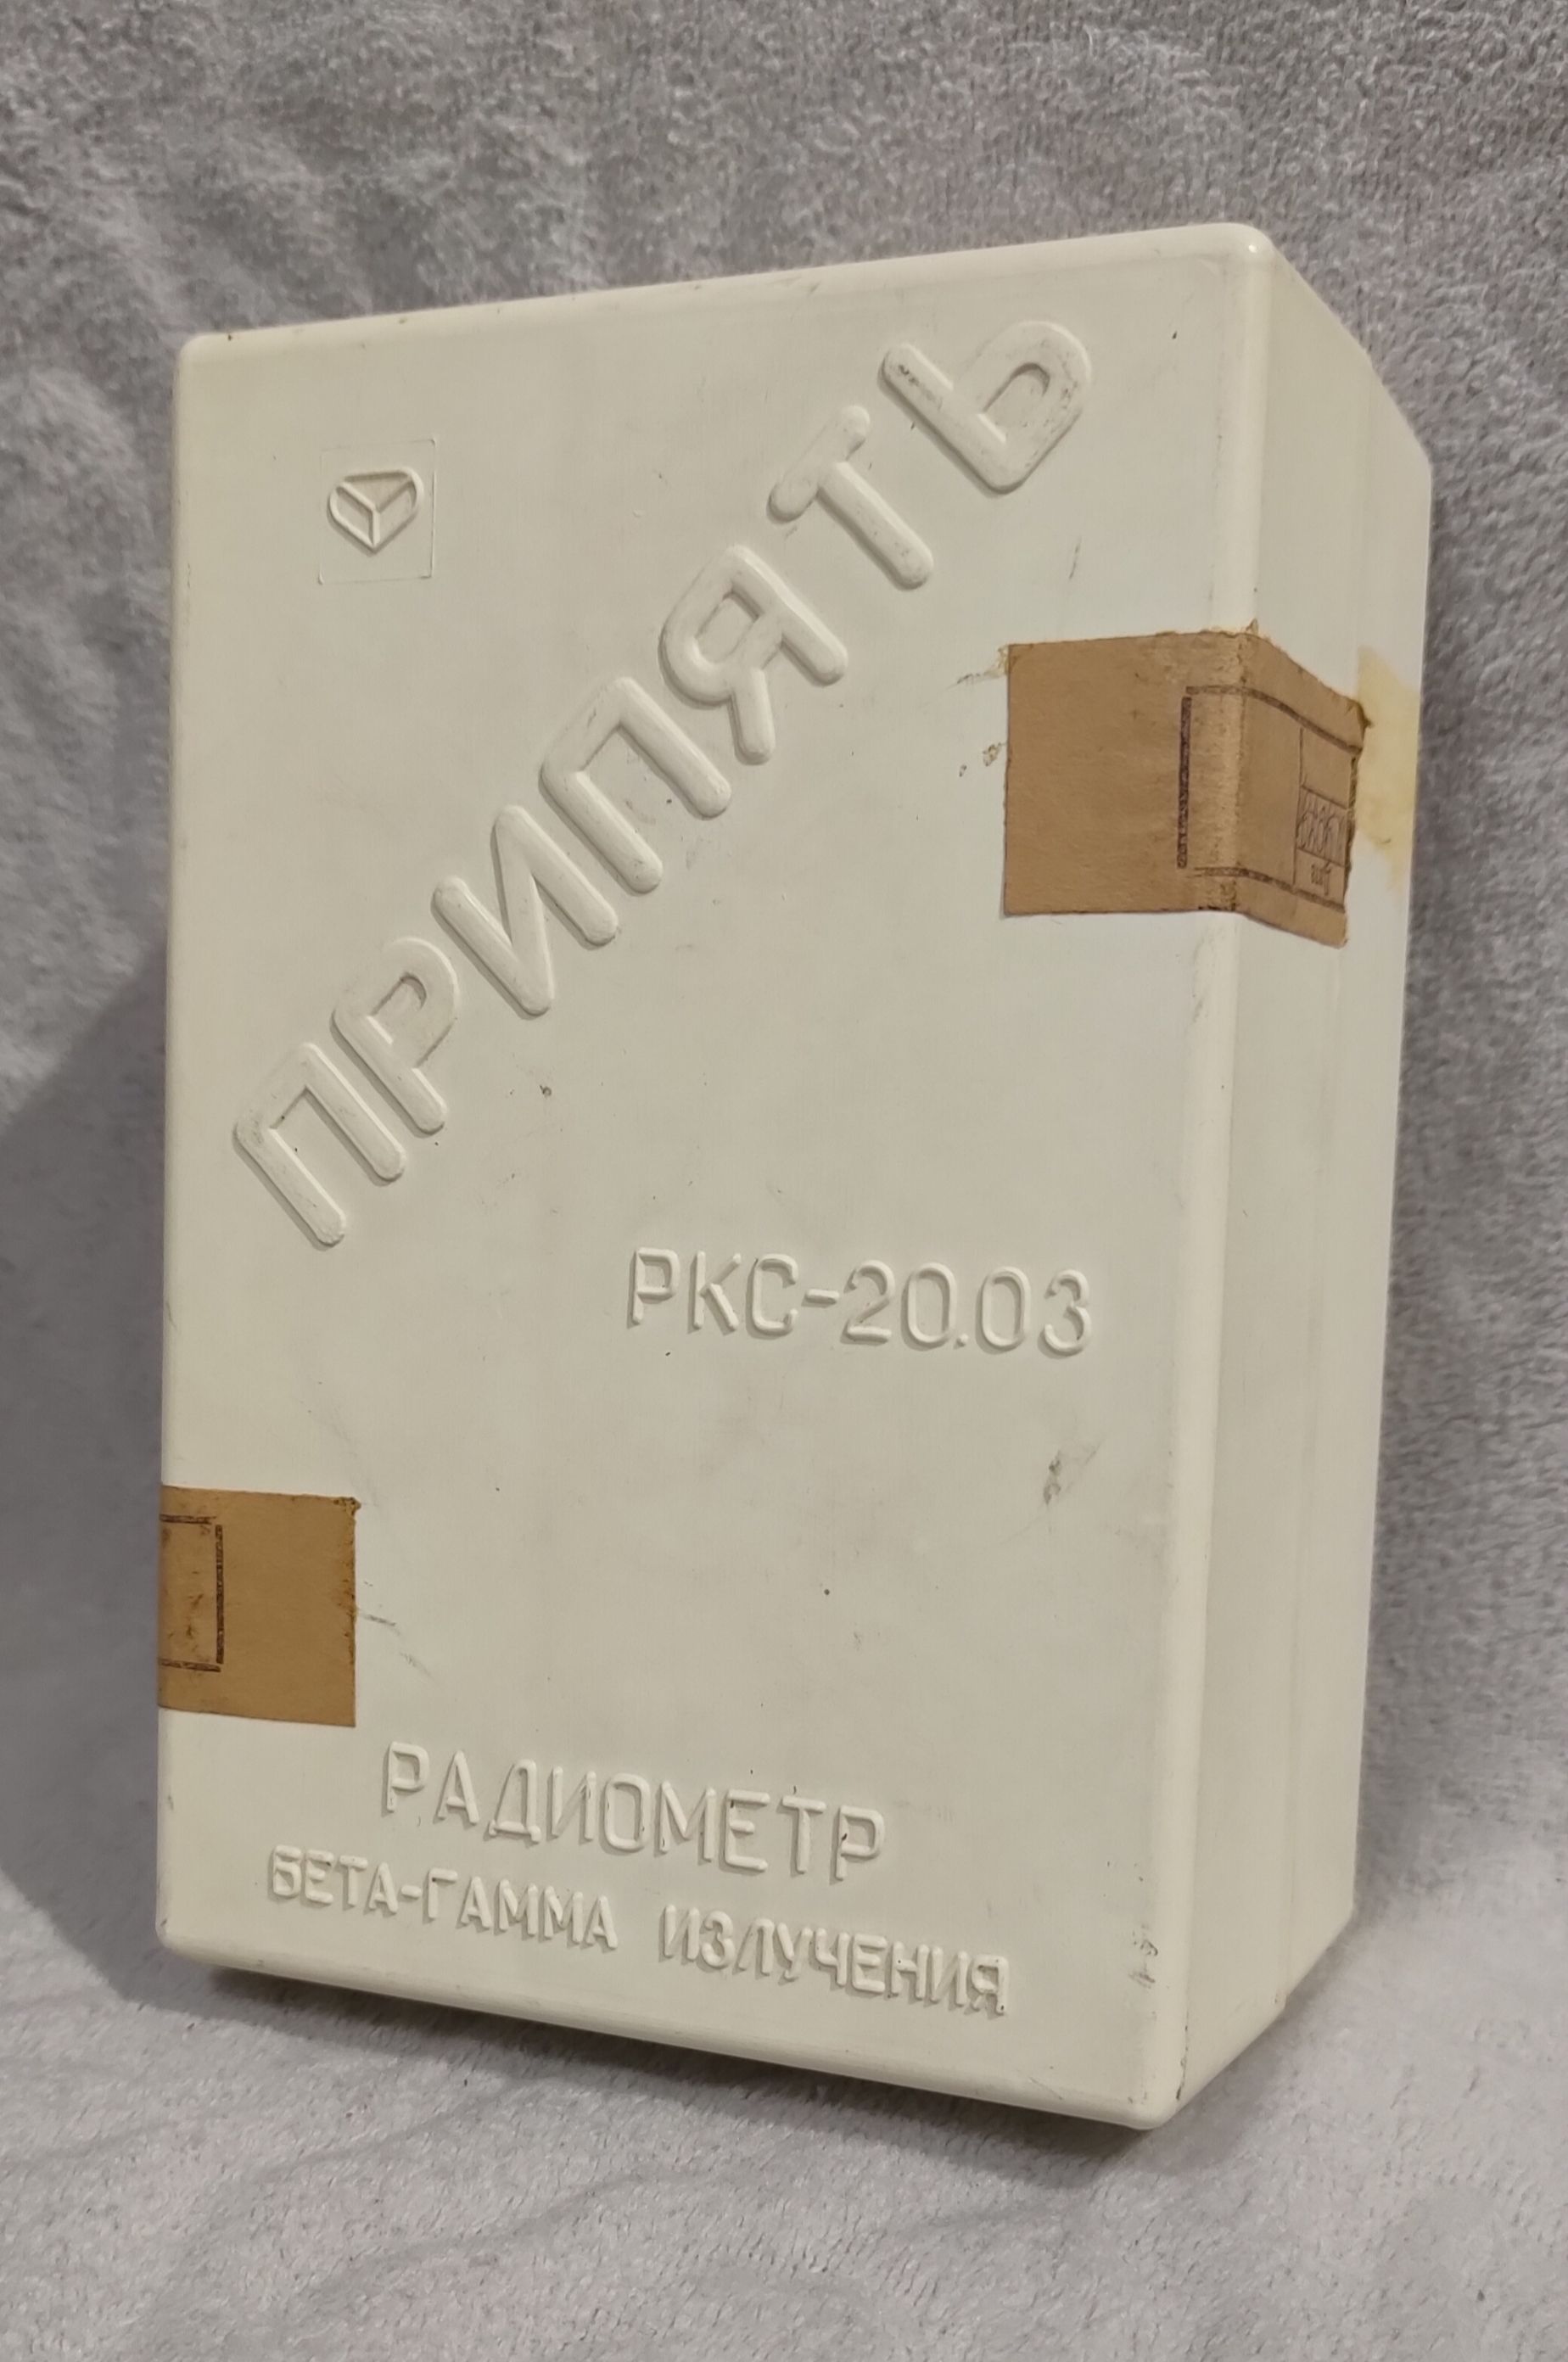 ПРИПЯТЬ
РКС-20.03
РАДИОМЕТР
БЕТА-ГАММА ИЗЛУЧЕНИЯ